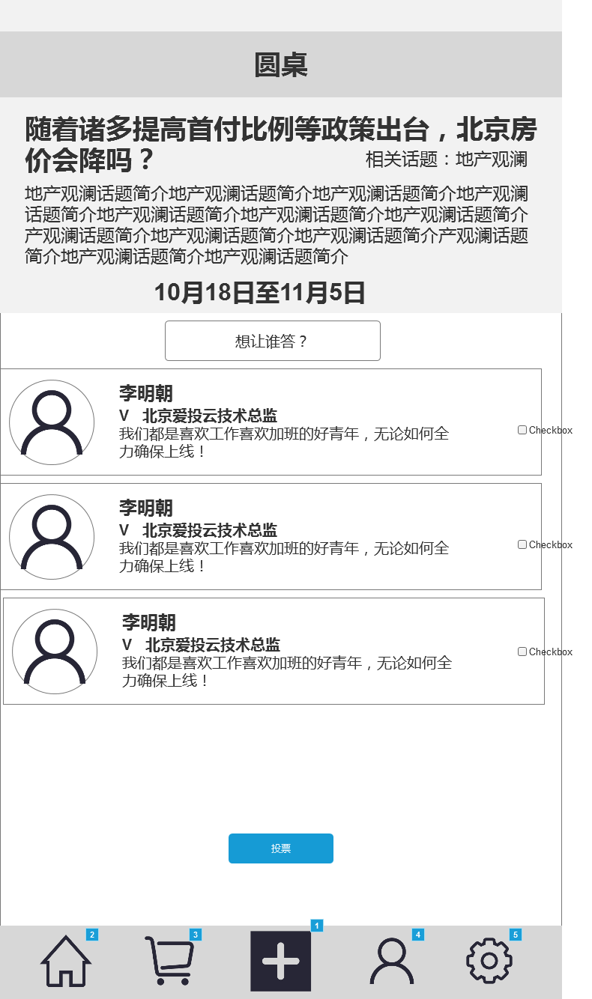 圆桌
随着诸多提高首付比例等政策出台，北京房
价会降吗？
相关话题：地产观澜
地产观澜话题简介地产观澜话题简介地产观澜话题简介地产观澜
话题简介地产观澜话题简介地产观澜话题简介地产观澜话题简介
产观澜话题简介地产观澜话题简介地产观澜话题简介产观澜话题
简介地产观澜话题简介地产观澜话题简介
10月18日至11月5日
想让谁答？
李明朝
V 北京爱投云技术总监
我们都是喜欢工作喜欢加班的好青年，无论如何全
力确保上线！
Checkbox
李明朝
V 北京爱投云技术总监
我们都是喜欢工作喜欢加班的好青年，无论如何全
力确保上线！
Checkbox
李明朝
V 北京爱投云技术总监
我们都是喜欢工作喜欢加班的好青年，无论如何全
力确保上线！
Checkbox
投票
2
3
1
4
5